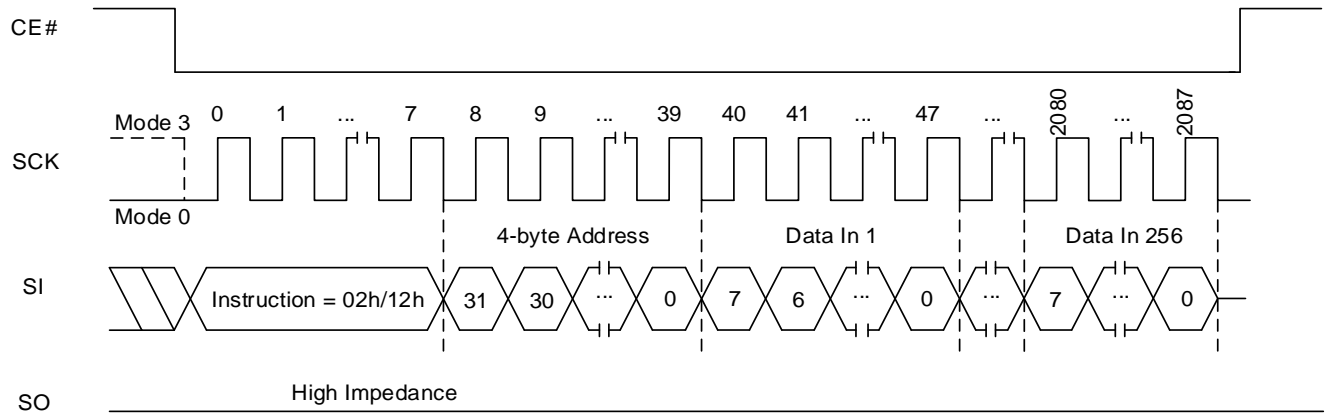 CE#
0 1 ... 7 8 9 ... 39 40 41 ... 47 ... 2080 ... 2087
Mode 3
SCK
Mode 0
4-byte Address Data In 1 Data In 256
SI
Instruction = 02h/12h 31 30 ... 0 7 6 ... 0 ... 7 ... 0
High Impedance
SO